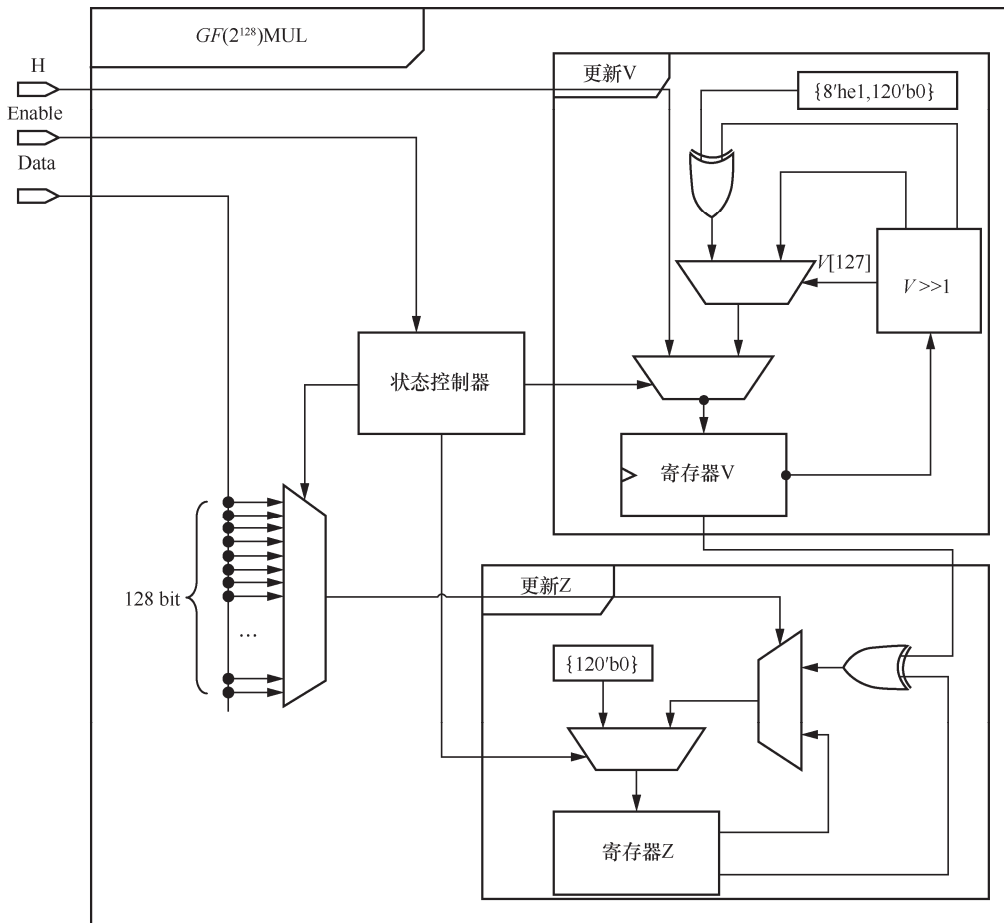 GF(2¹²⁸)MUL
H
Enable
Data
更新V
{8′he1,120′b0}
V[127]
V>>1
状态控制器
寄存器V
128 bit
...
更新Z
{120′b0}
寄存器Z